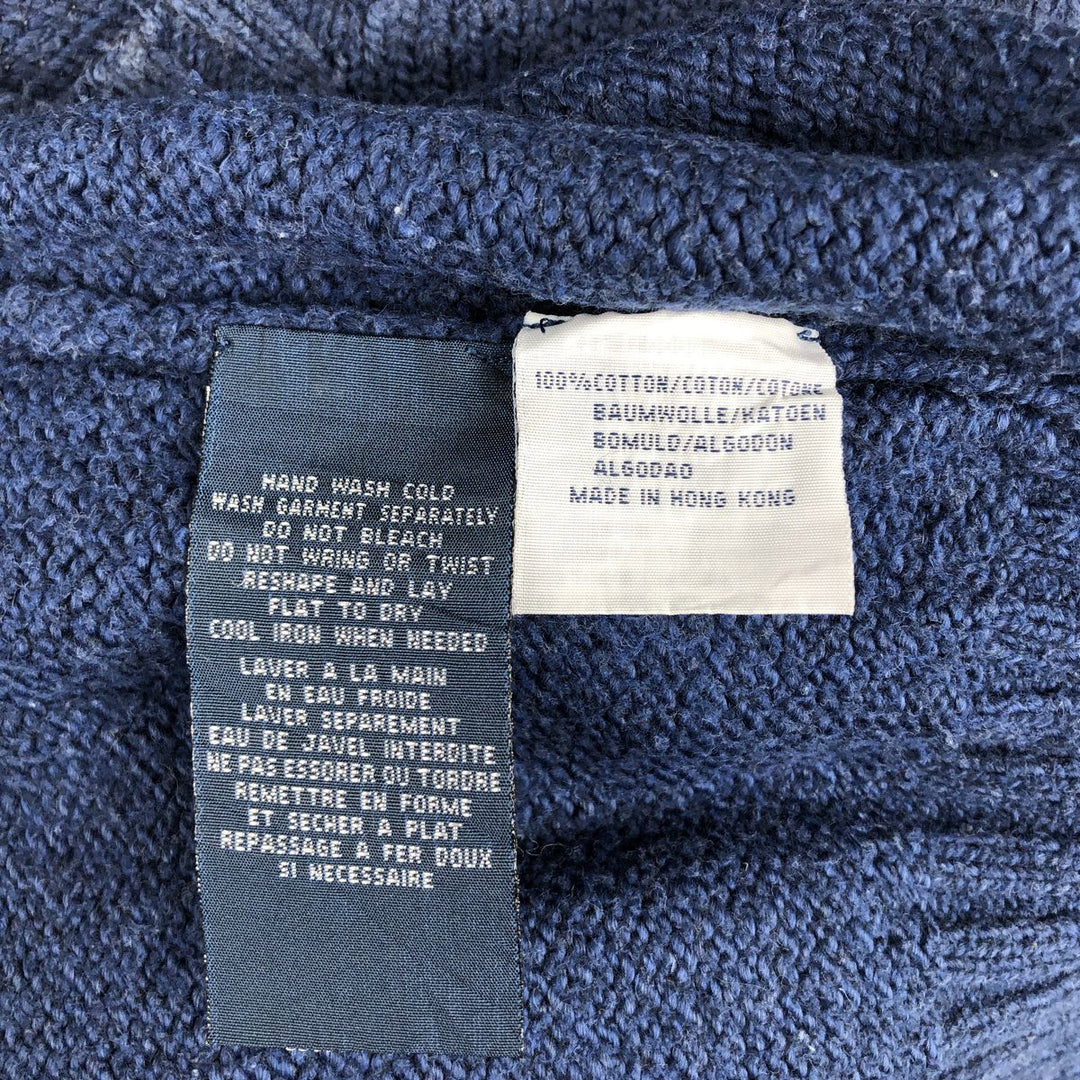 HAND WASH COLD
WASH GARMENT SEPARATELY
DO NOT BLEACH
DO NOT WRING OR TWIST
RESHAPE AND LAY
FLAT TO DRY
COOL IRON WHEN NEEDED
LAVER A LA MAIN
EN EAU FROIDE
LAVER SEPAREMENT
EAU DE JAVEL INTERDITE
NE PAS ESSORER OU TORDRE
REMETTRE EN FORME
ET SECHER A PLAT
REPASSAGE A FER DOUX
SI NECESSAIRE
100% COTTON/COTON/COTONE
BAUMWOLLE/KATOEN
BOMULD/ALGODON
ALGODAO
MADE IN HONG KONG